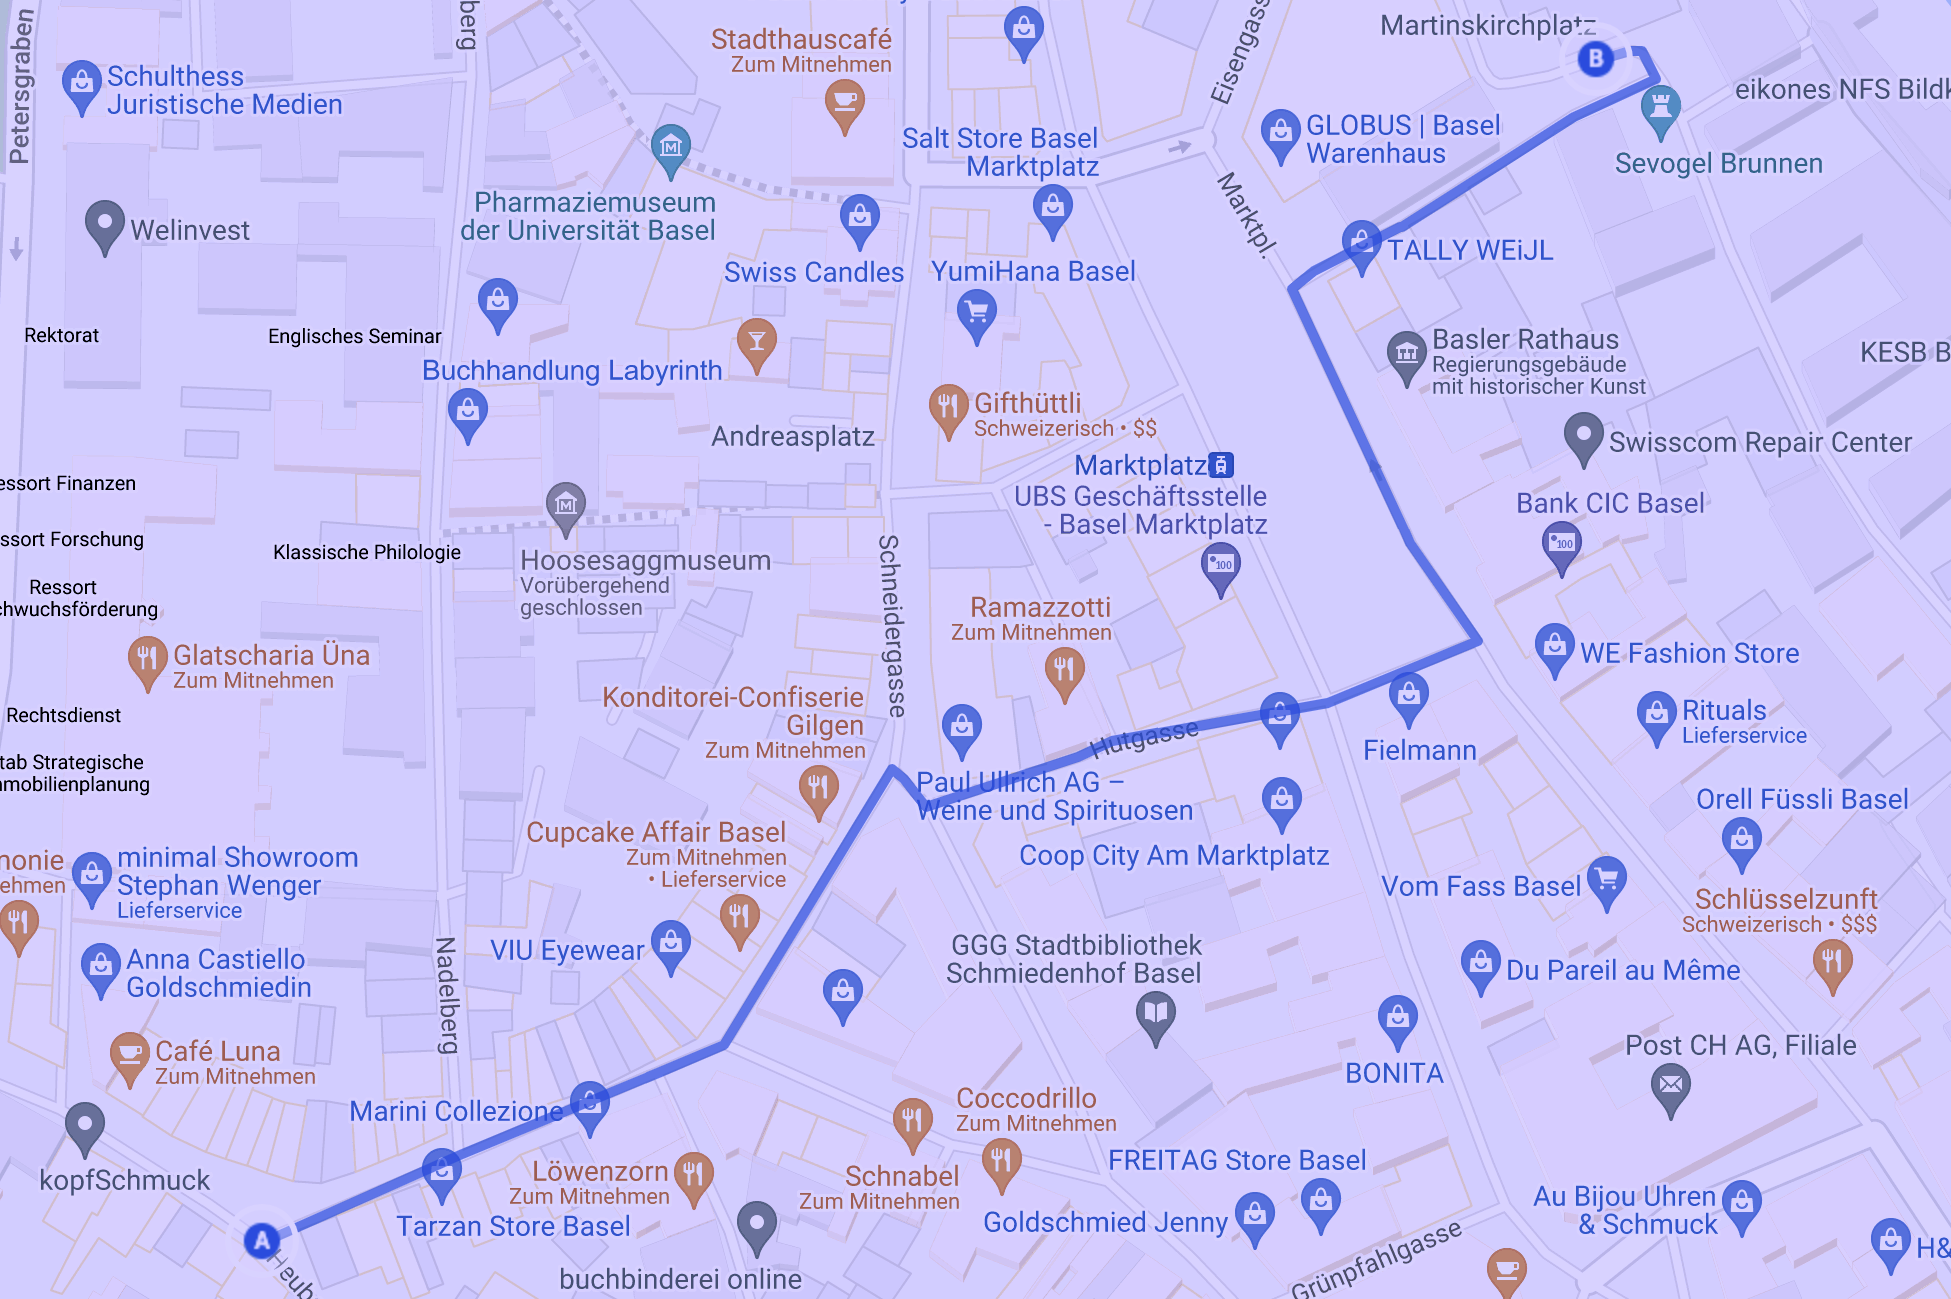 Petersgraben
Schulthess
Juristische Medien
Stadthauscafé
Zum Mitnehmen
Eisengass
Martinskirchplatz
B
eikones NFS Bildk
GLOBUS | Basel
Warenhaus
Salt Store Basel
Marktplatz
Sevogel Brunnen
Marktpl.
Pharmaziemuseum
der Universität Basel
Welinvest
Swiss Candles
YumiHana Basel
TALLY WEiJL
Rektorat
Englisches Seminar
Buchhandlung Labyrinth
Basler Rathaus
Regierungsgebäude
mit historischer Kunst
KESB B
Gifthüttli
Schweizerisch • $$
Andreasplatz
Swisscom Repair Center
Marktplatz
UBS Geschäftsstelle
- Basel Marktplatz
Bank CIC Basel
essort Finanzen
ssort Forschung
Klassische Philologie
Hoosesaggmuseum
Vorübergehend
geschlossen
Ressort
chwuchsförderung
Schneidergasse
Ramazzotti
Zum Mitnehmen
Glatscharia Üna
Zum Mitnehmen
WE Fashion Store
Konditorei-Confiserie
Gilgen
Zum Mitnehmen
Rechtsdienst
Rituals
Lieferservice
Hutgasse
Fielmann
tab Strategische
mobilienplanung
Paul Ullrich AG –
Weine und Spirituosen
Orell Füssli Basel
Cupcake Affair Basel
Zum Mitnehmen
• Lieferservice
Coop City Am Marktplatz
nonie
ehmen
minimal Showroom
Stephan Wenger
Lieferservice
Vom Fass Basel
Schlüsselzunft
Schweizerisch • $$$
VIU Eyewear
GGG Stadtbibliothek
Schmiedenhof Basel
Anna Castiello
Goldschmiedin
Nadelberg
Du Pareil au Même
Café Luna
Zum Mitnehmen
BONITA
Post CH AG, Filiale
Marini Collezione
Coccodrillo
Zum Mitnehmen
kopfSchmuck
Löwenzorn
Zum Mitnehmen
Schnabel
Zum Mitnehmen
FREITAG Store Basel
Tarzan Store Basel
Goldschmied Jenny
Au Bijou Uhren
& Schmuck
A
Heub
buchbinderei online
Grünpfahlgasse
H&
berg
100
100